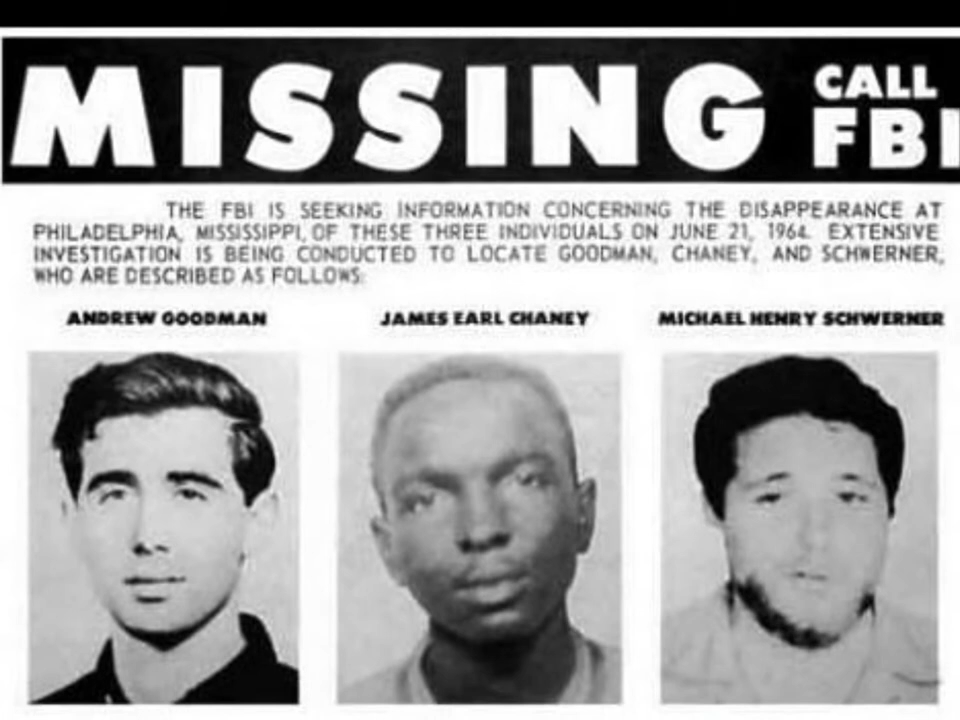 MISSING CALL FBI
THE FBI IS SEEKING INFORMATION CONCERNING THE DISAPPEARANCE AT
PHILADELPHIA, MISSISSIPPI, OF THESE THREE INDIVIDUALS ON JUNE 21, 1964. EXTENSIVE
INVESTIGATION IS BEING CONDUCTED TO LOCATE GOODMAN, CHANEY, AND SCHWERNER,
WHO ARE DESCRIBED AS FOLLOWS:
ANDREW GOODMAN
JAMES EARL CHANEY
MICHAEL HENRY SCHWERNER